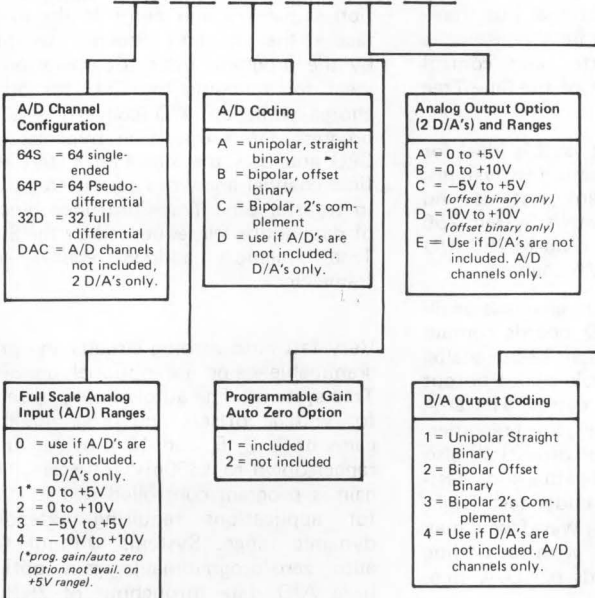 A/D Channel
Configuration
64S = 64 single-
ended
64P = 64 Pseudo-
differential
32D = 32 full
differential
DAC = A/D channels
not included,
2 D/A's only.
A/D Coding
A = unipolar, straight
binary
B = bipolar, offset
binary
C = Bipolar, 2's com-
plement
D = use if A/D's are
not included.
D/A's only.
Analog Output Option
(2 D/A's) and Ranges
A = 0 to +5V
B = 0 to +10V
C = −5V to +5V
(offset binary only)
D = 10V to +10V
(offset binary only)
E = Use if D/A's are not
included. A/D
channels only.
Full Scale Analog
Input (A/D) Ranges
0 = use if A/D's are
not included.
D/A's only.
1* = 0 to +5V
2 = 0 to +10V
3 = −5V to +5V
4 = −10V to +10V
(*prog. gain/auto zero
option not avail. on
+5V range).
Programmable Gain
Auto Zero Option
1 = included
2 = not included
D/A Output Coding
1 = Unipolar Straight
Binary
2 = Bipolar Offset
Binary
3 = Bipolar 2's Com-
plement
4 = Use if D/A's are
not included. A/D
channels only.